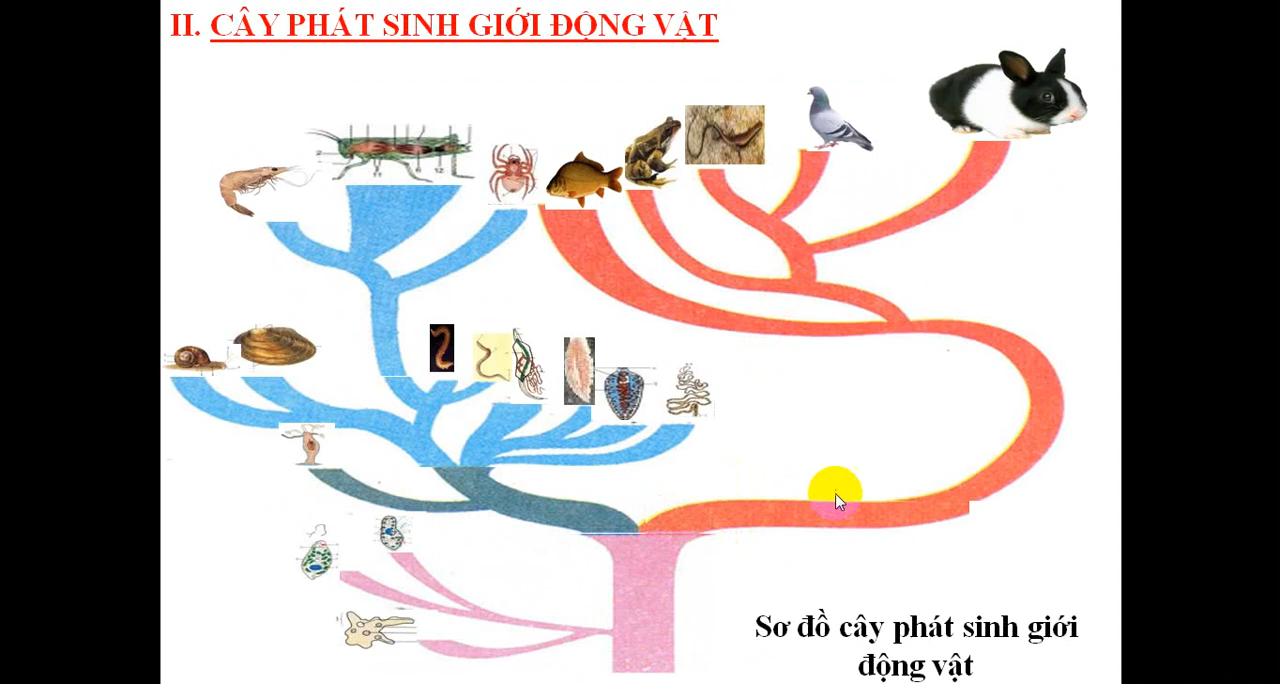 II. CÂY PHÁT SINH GIỚI ĐỘNG VẬT
Sơ đồ cây phát sinh giới
động vật